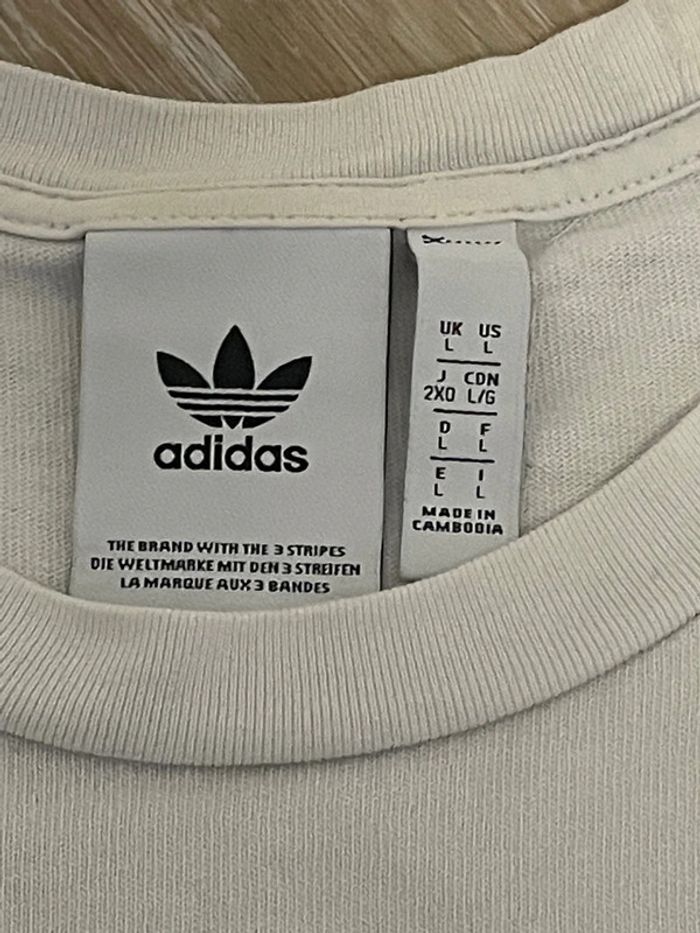 adidas
THE BRAND WITH THE 3 STRIPES
DIE WELTMARKE MIT DEN 3 STREIFEN
LA MARQUE AUX 3 BANDES
UK US
L L
J CDN
2XO L/G
D F
L L
E I
L L
MADE IN
CAMBODIA